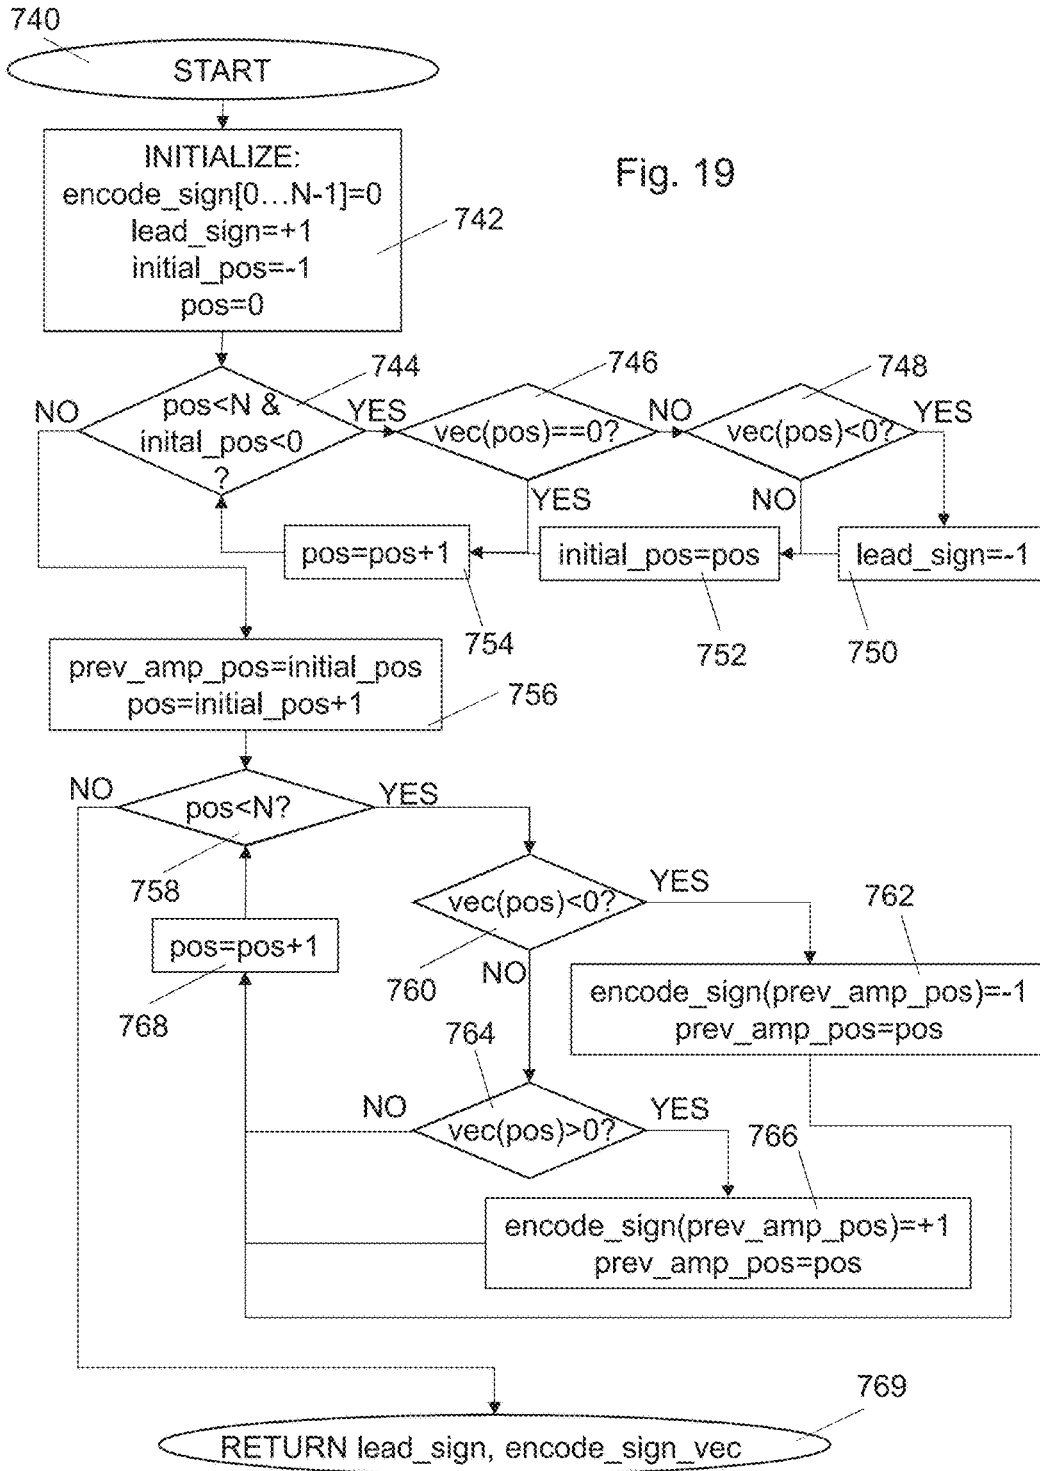 740
START
INITIALIZE:
encode_sign[0...N-1]=0
lead_sign=+1
initial_pos=-1
pos=0
742
Fig. 19
744
746
748
NO
pos<N &
inital_pos<0
?
YES
vec(pos)==0?
NO
vec(pos)<0?
YES
YES
NO
pos=pos+1
initial_pos=pos
lead_sign=-1
754
752
750
prev_amp_pos=initial_pos
pos=initial_pos+1
756
NO
pos<N?
YES
758
vec(pos)<0?
YES
762
pos=pos+1
760
NO
encode_sign(prev_amp_pos)=-1
prev_amp_pos=pos
768
764
NO
vec(pos)>0?
YES
766
encode_sign(prev_amp_pos)=+1
prev_amp_pos=pos
769
RETURN lead_sign, encode_sign_vec